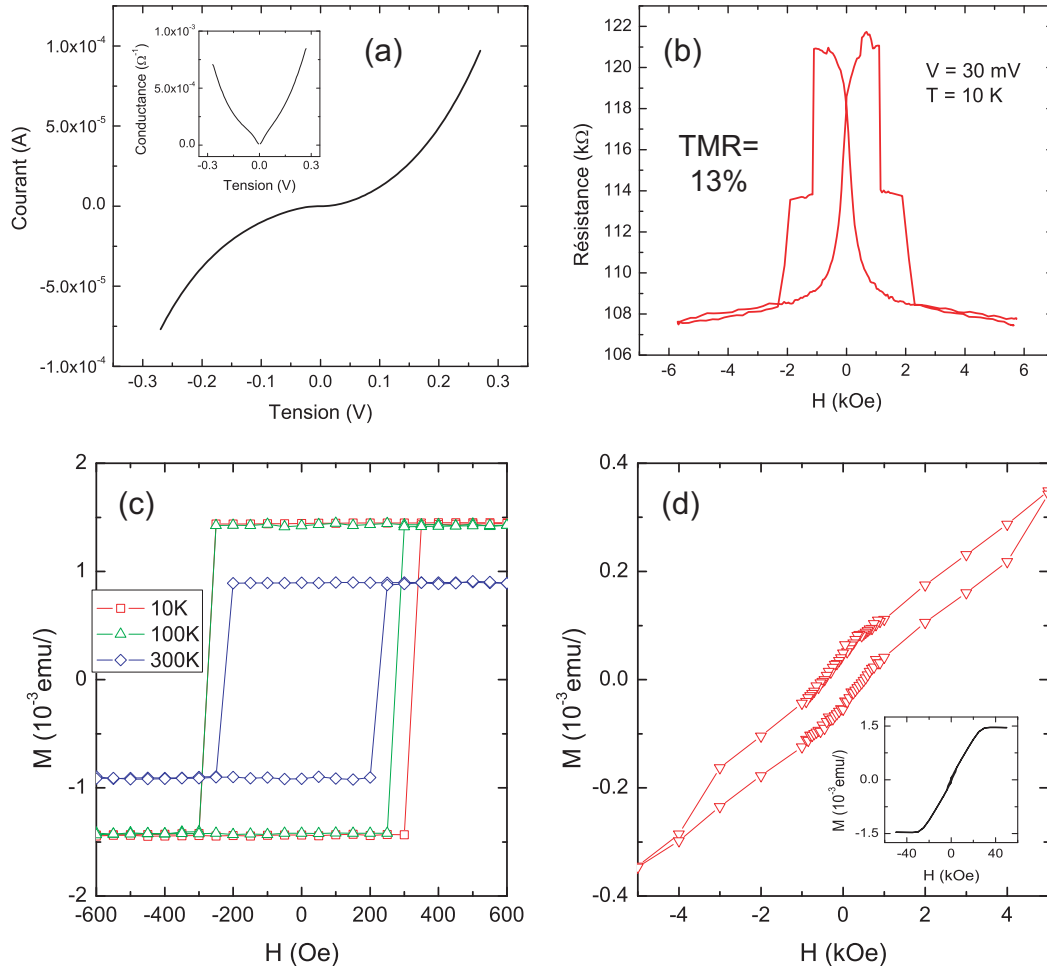 (a)
Courant (A)
1.0x10⁻⁴
5.0x10⁻⁵
0.0
-5.0x10⁻⁵
-1.0x10⁻⁴
-0.3 -0.2 -0.1 0.0 0.1 0.2 0.3
Tension (V)
Conductance (Ω⁻¹)
1.0x10⁻³
5.0x10⁻⁴
0.0
-0.3 0.0 0.3
Tension (V)
(b)
V = 30 mV
T = 10 K
TMR=
13%
Résistance (kΩ)
122
120
118
116
114
112
110
108
106
-6 -4 -2 0 2 4 6
H (kOe)
(c)
M (10⁻³emu/)
2
1
0
-1
-2
10K
100K
300K
-600 -400 -200 0 200 400 600
H (Oe)
(d)
M (10⁻³emu/)
0.4
0.2
0.0
-0.2
-0.4
-4 -2 0 2 4
H (kOe)
M (10⁻³emu/)
1.5
0.0
-1.5
-40 0 40
H (kOe)